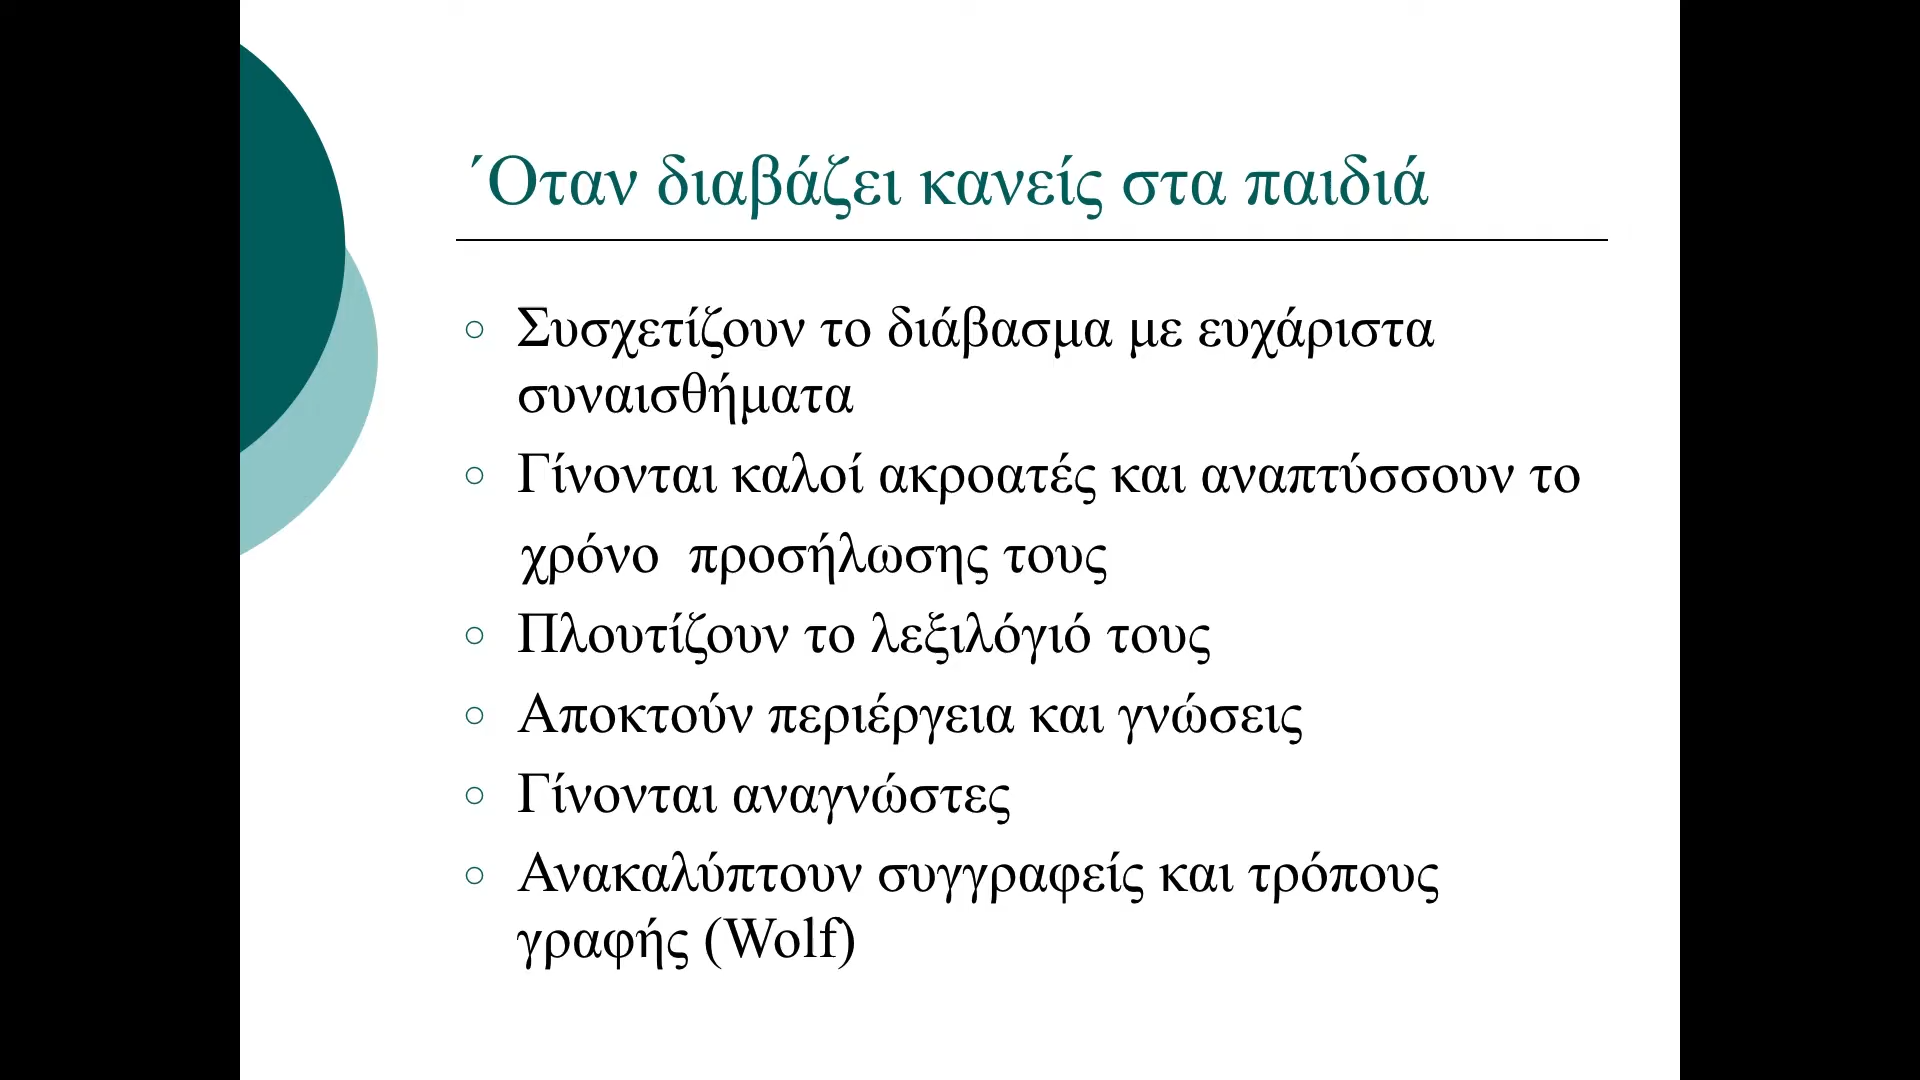 ΄Οταν διαβάζει κανείς στα παιδιά
Συσχετίζουν το διάβασμα με ευχάριστα
συναισθήματα
Γίνονται καλοί ακροατές και αναπτύσσουν το
χρόνο προσήλωσης τους
Πλουτίζουν το λεξιλόγιό τους
Αποκτούν περιέργεια και γνώσεις
Γίνονται αναγνώστες
Ανακαλύπτουν συγγραφείς και τρόπους
γραφής (Wolf)